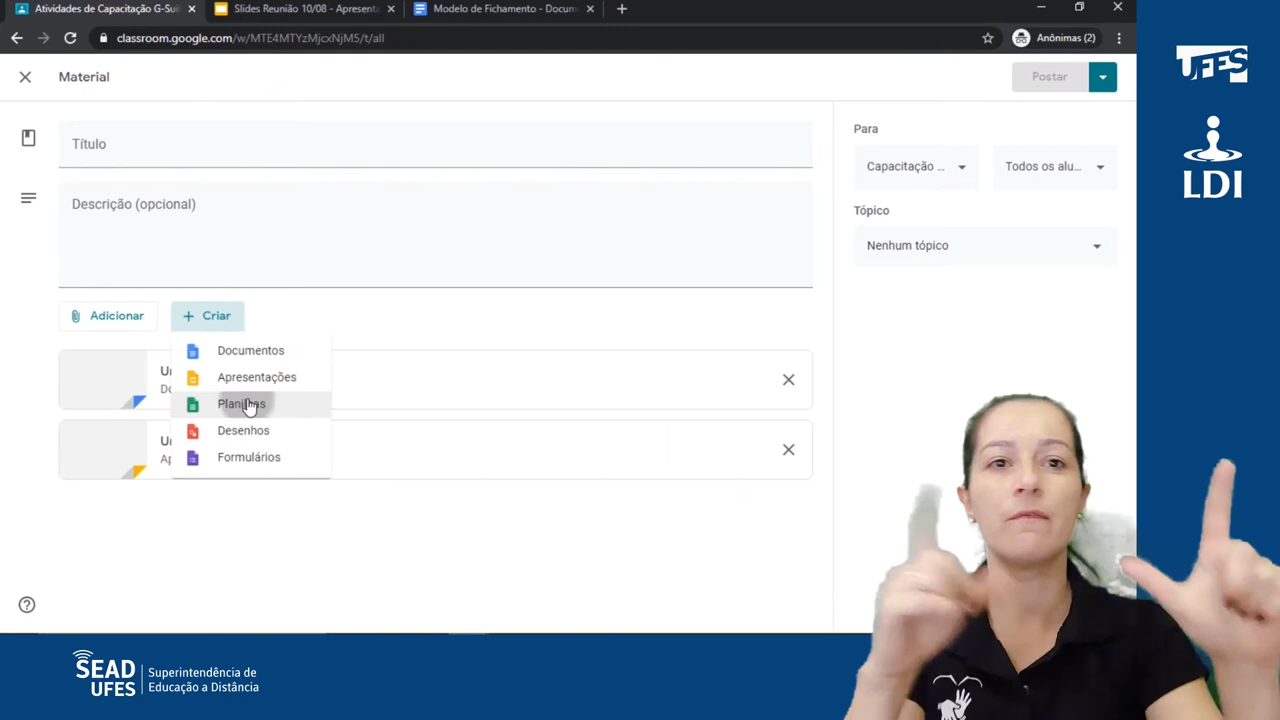 Atividades de Capacitação G-Sui
Slides Reunião 10/08 - Apresenta
Modelo de Fichamento - Docum
classroom.google.com/w/MTE4MTYzMjcxNjM5/t/all
Anônimas (2)
Material
Postar
Título
Descrição (opcional)
Para
Capacitação ...
Todos os alu...
Tópico
Nenhum tópico
Adicionar
Criar
Documentos
Apresentações
Planilhas
Desenhos
Formulários
UFES
LDI
SEAD
UFES
Superintendência de
Educação a Distância